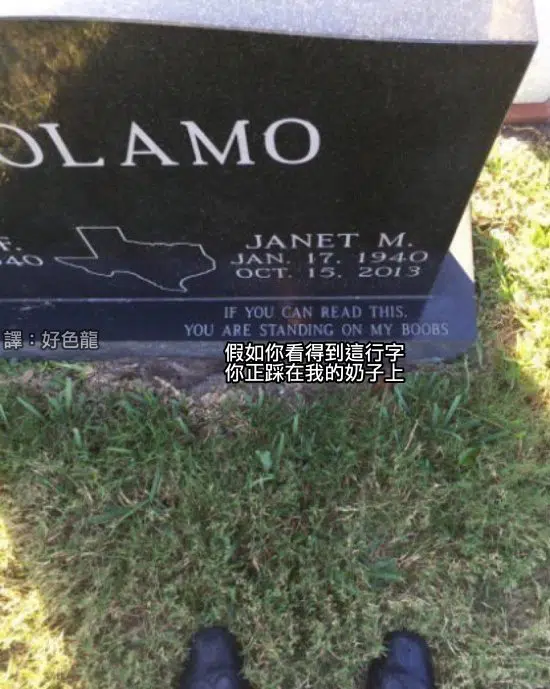 OLAMO
F.
JANET M.
JAN. 17. 1940
OCT. 15. 2013
IF YOU CAN READ THIS.
YOU ARE STANDING ON MY BOOBS
譯：好色龍
假如你看得到這行字
你正踩在我的奶子上